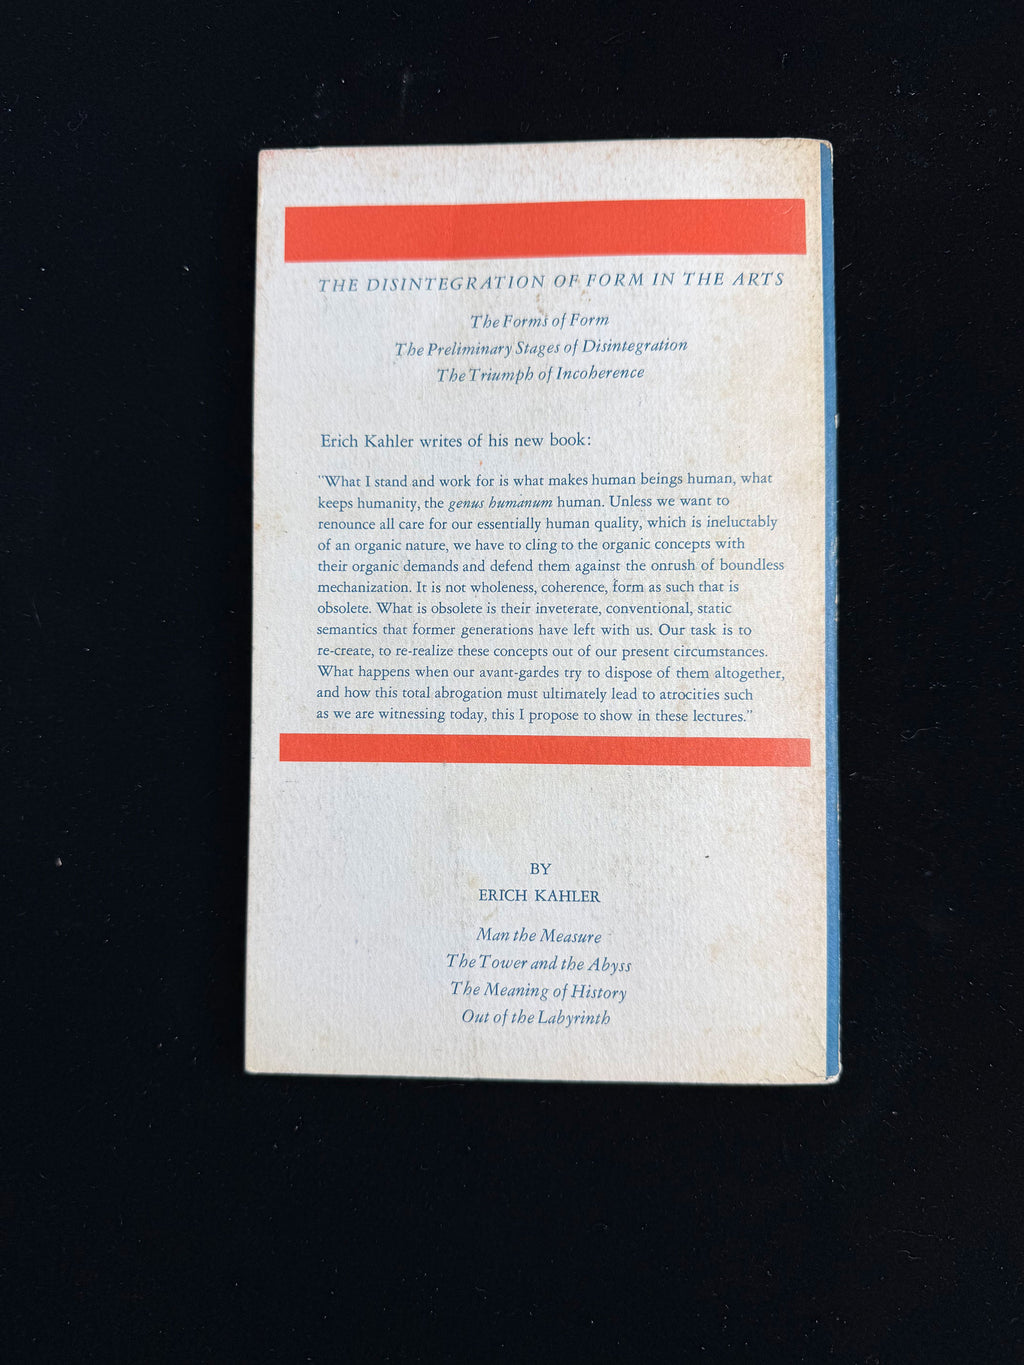 THE DISINTEGRATION OF FORM IN THE ARTS
The Forms of Form
The Preliminary Stages of Disintegration
The Triumph of Incoherence
Erich Kahler writes of his new book:
"What I stand and work for is what makes human beings human, what
keeps humanity, the genus humanum human. Unless we want to
renounce all care for our essentially human quality, which is ineluctably
of an organic nature, we have to cling to the organic concepts with
their organic demands and defend them against the onrush of boundless
mechanization. It is not wholeness, coherence, form as such that is
obsolete. What is obsolete is their inveterate, conventional, static
semantics that former generations have left with us. Our task is to
re-create, to re-realize these concepts out of our present circumstances.
What happens when our avant-gardes try to dispose of them altogether,
and how this total abrogation must ultimately lead to atrocities such
as we are witnessing today, this I propose to show in these lectures."
BY
ERICH KAHLER
Man the Measure
The Tower and the Abyss
The Meaning of History
Out of the Labyrinth